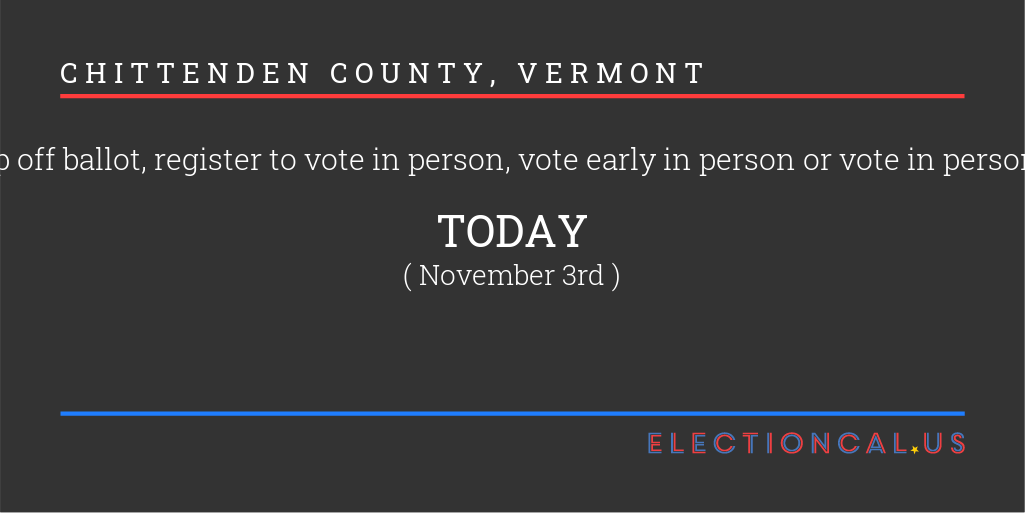 CHITTENDEN COUNTY, VERMONT
off ballot, register to vote in person, vote early in person or vote in person
TODAY
( November 3rd )
ELECTIONCAL.US